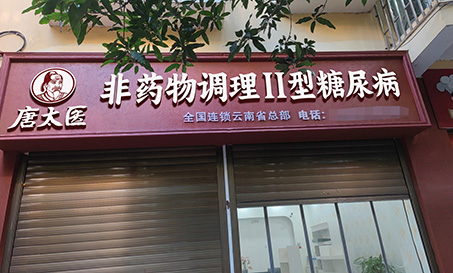 唐太医
非药物调理II型糖尿病
全国连锁云南省总部 电话: